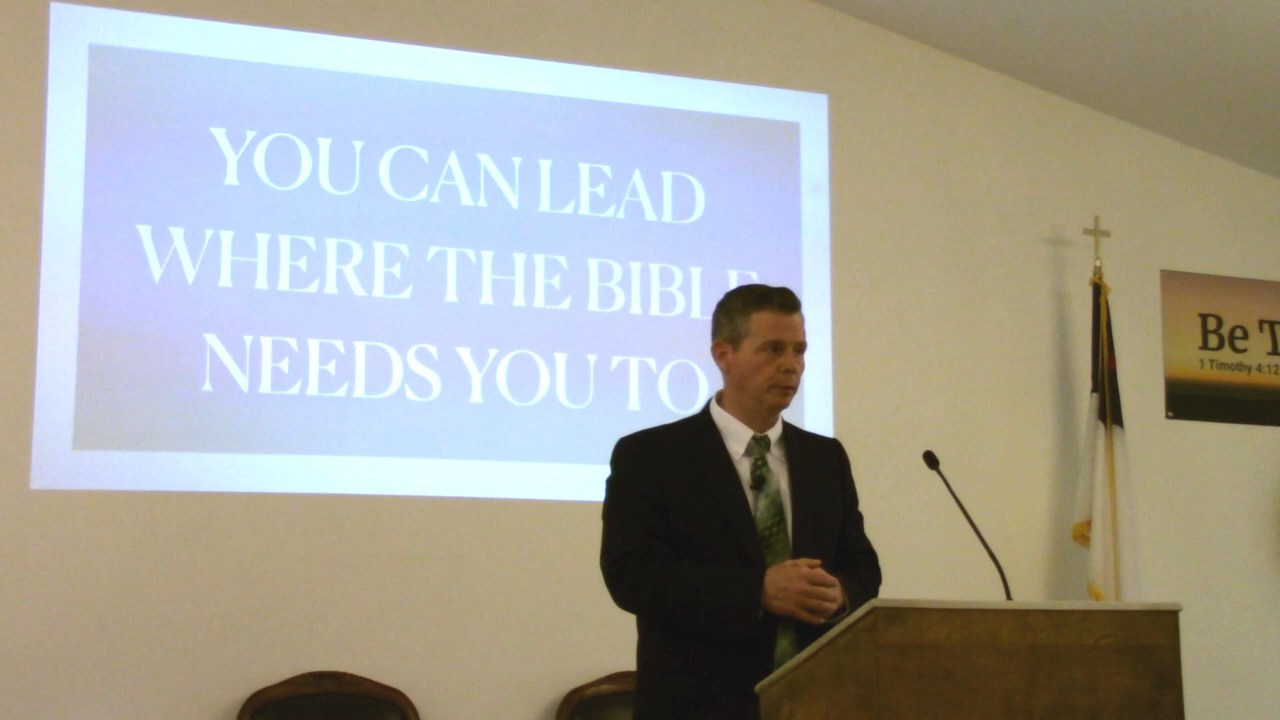 YOU CAN LEAD
WHERE THE BIBLE
NEEDS YOU TO
Be T
1 Timothy 4:12